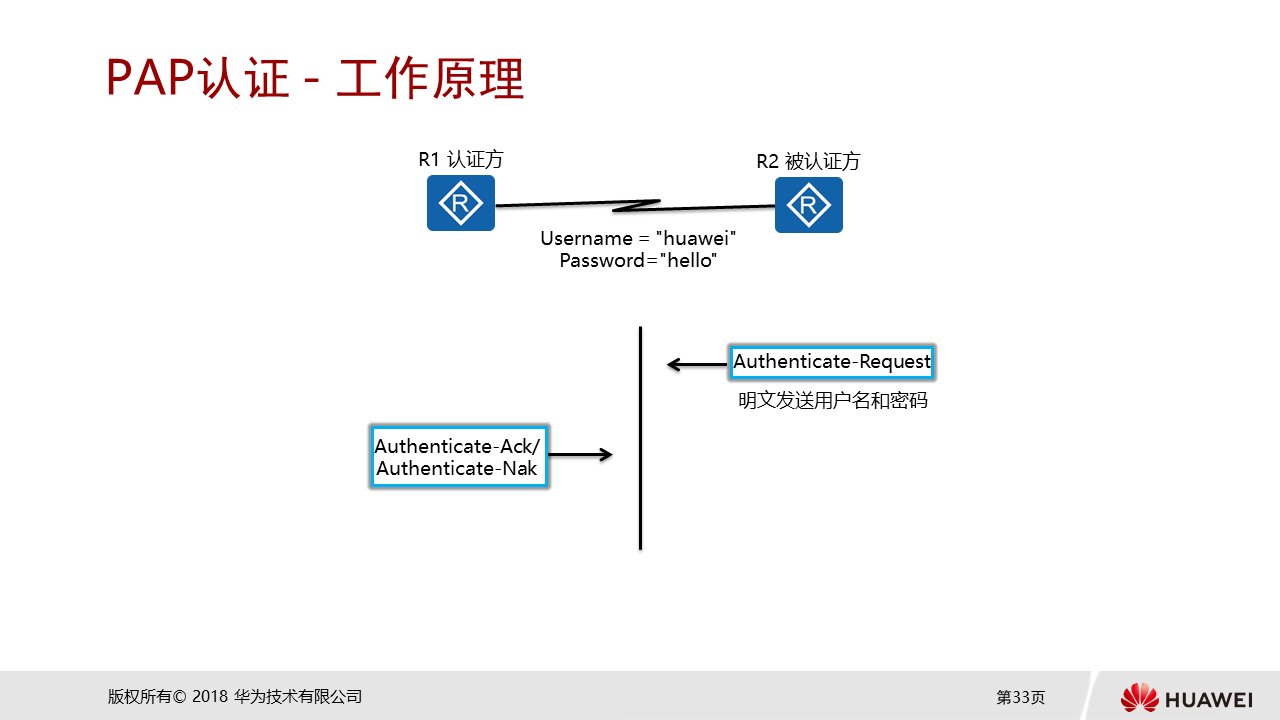 PAP认证 - 工作原理
R1 认证方
R2 被认证方
R
R
Username = "huawei"
Password="hello"
Authenticate-Request
明文发送用户名和密码
Authenticate-Ack/
Authenticate-Nak
版权所有© 2018 华为技术有限公司
第33页
HUAWEI